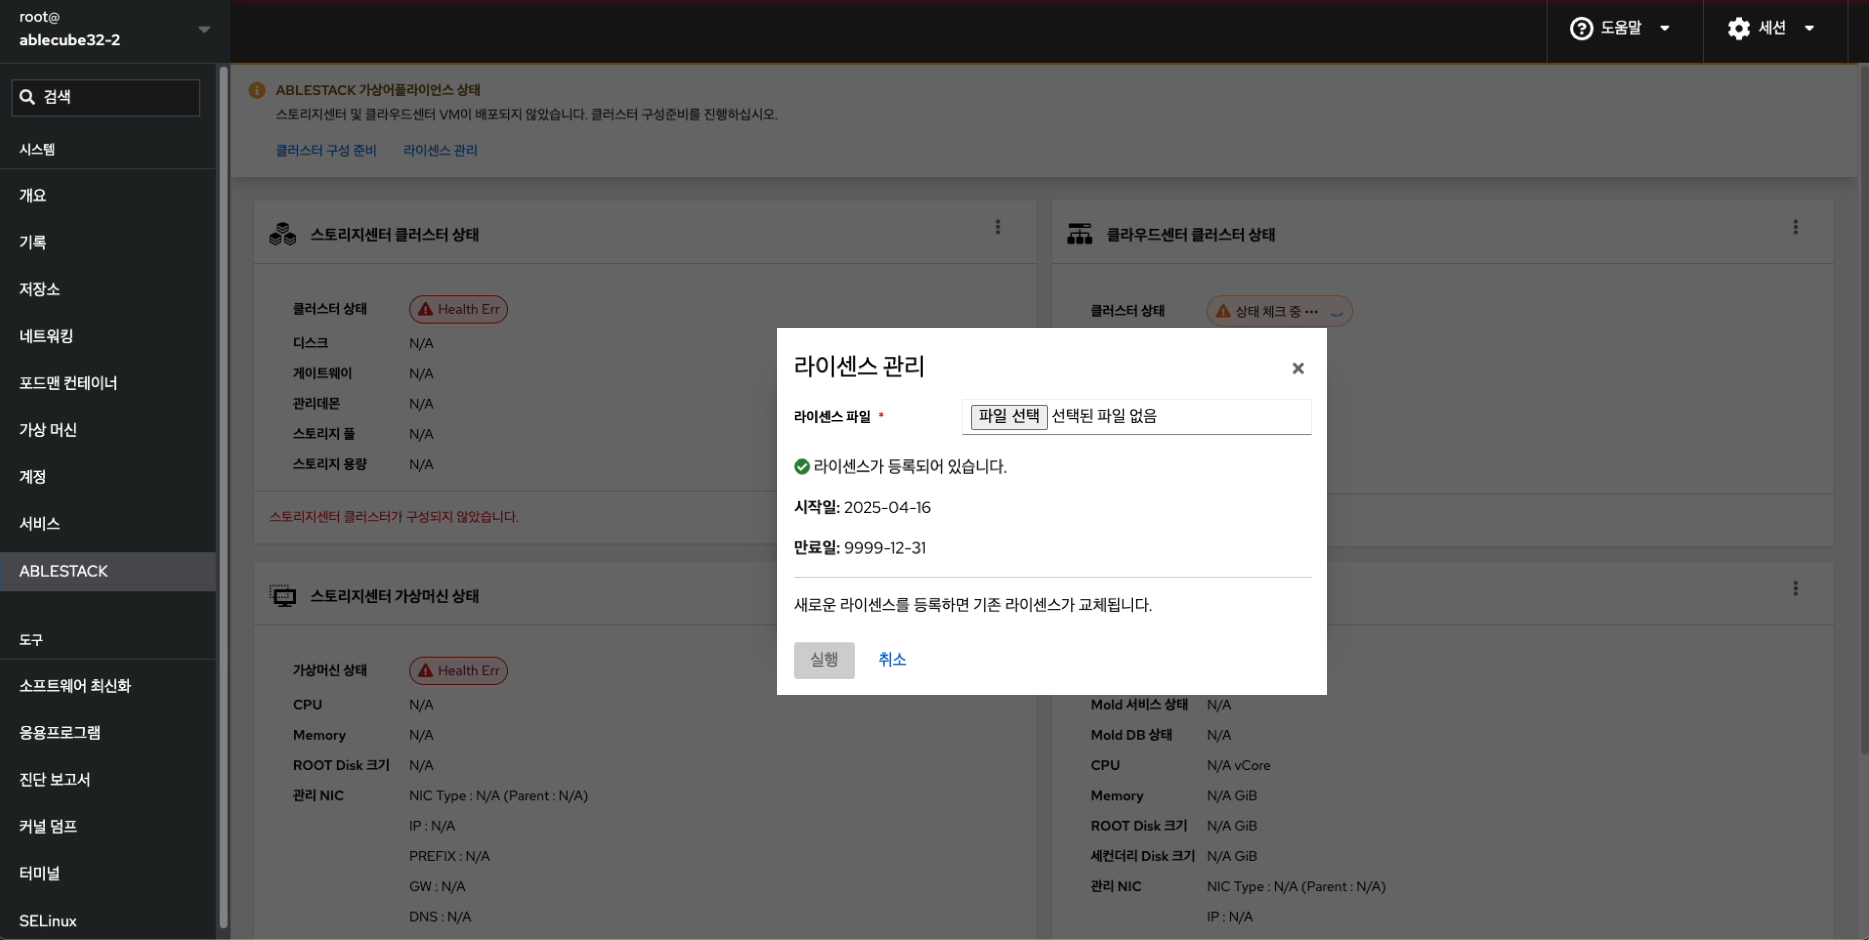 root@
ablecube32-2
도움말
세션
검색
시스템
개요
기록
저장소
네트워킹
포드맨 컨테이너
가상 머신
계정
서비스
ABLESTACK
도구
소프트웨어 최신화
응용프로그램
진단 보고서
커널 덤프
터미널
SELinux
ABLESTACK 가상어플라이언스 상태
스토리지센터 및 클라우드센터 VM이 배포되지 않았습니다. 클러스터 구성준비를 진행하십시오.
클러스터 구성 준비 라이센스 관리
스토리지센터 클러스터 상태
클러스터 상태 Health Err
디스크 N/A
게이트웨이 N/A
관리데몬 N/A
스토리지 풀 N/A
스토리지 용량 N/A
스토리지센터 클러스터가 구성되지 않았습니다.
클라우드센터 클러스터 상태
클러스터 상태 상태 체크 중 ···
라이센스 관리
라이센스 파일 *
파일 선택 선택된 파일 없음
라이센스가 등록되어 있습니다.
시작일: 2025-04-16
만료일: 9999-12-31
새로운 라이센스를 등록하면 기존 라이센스가 교체됩니다.
실행 취소
스토리지센터 가상머신 상태
가상머신 상태 Health Err
CPU N/A
Memory N/A
ROOT Disk 크기 N/A
관리 NIC NIC Type : N/A (Parent : N/A)
IP : N/A
PREFIX : N/A
GW : N/A
DNS : N/A
Mold 서비스 상태 N/A
Mold DB 상태 N/A
CPU N/A vCore
Memory N/A GiB
ROOT Disk 크기 N/A GiB
세컨더리 Disk 크기 N/A GiB
관리 NIC NIC Type : N/A (Parent : N/A)
IP : N/A